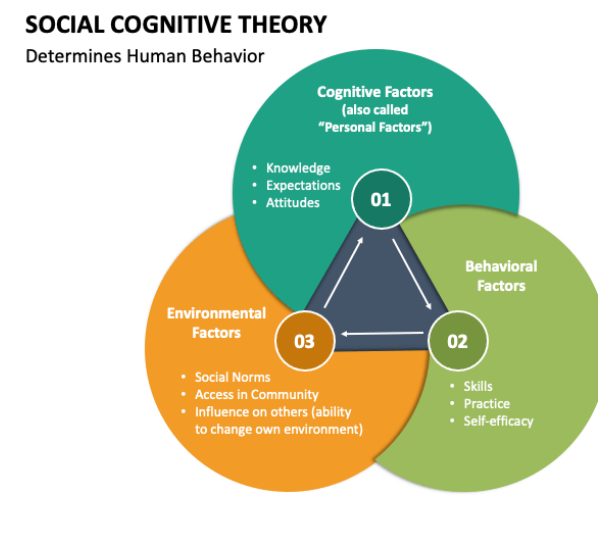 SOCIAL COGNITIVE THEORY
Determines Human Behavior
Cognitive Factors
(also called
“Personal Factors”)
• Knowledge
• Expectations
• Attitudes
01
Behavioral
Factors
Environmental
Factors
03
02
• Social Norms
• Access in Community
• Influence on others (ability
to change own environment)
• Skills
• Practice
• Self-efficacy